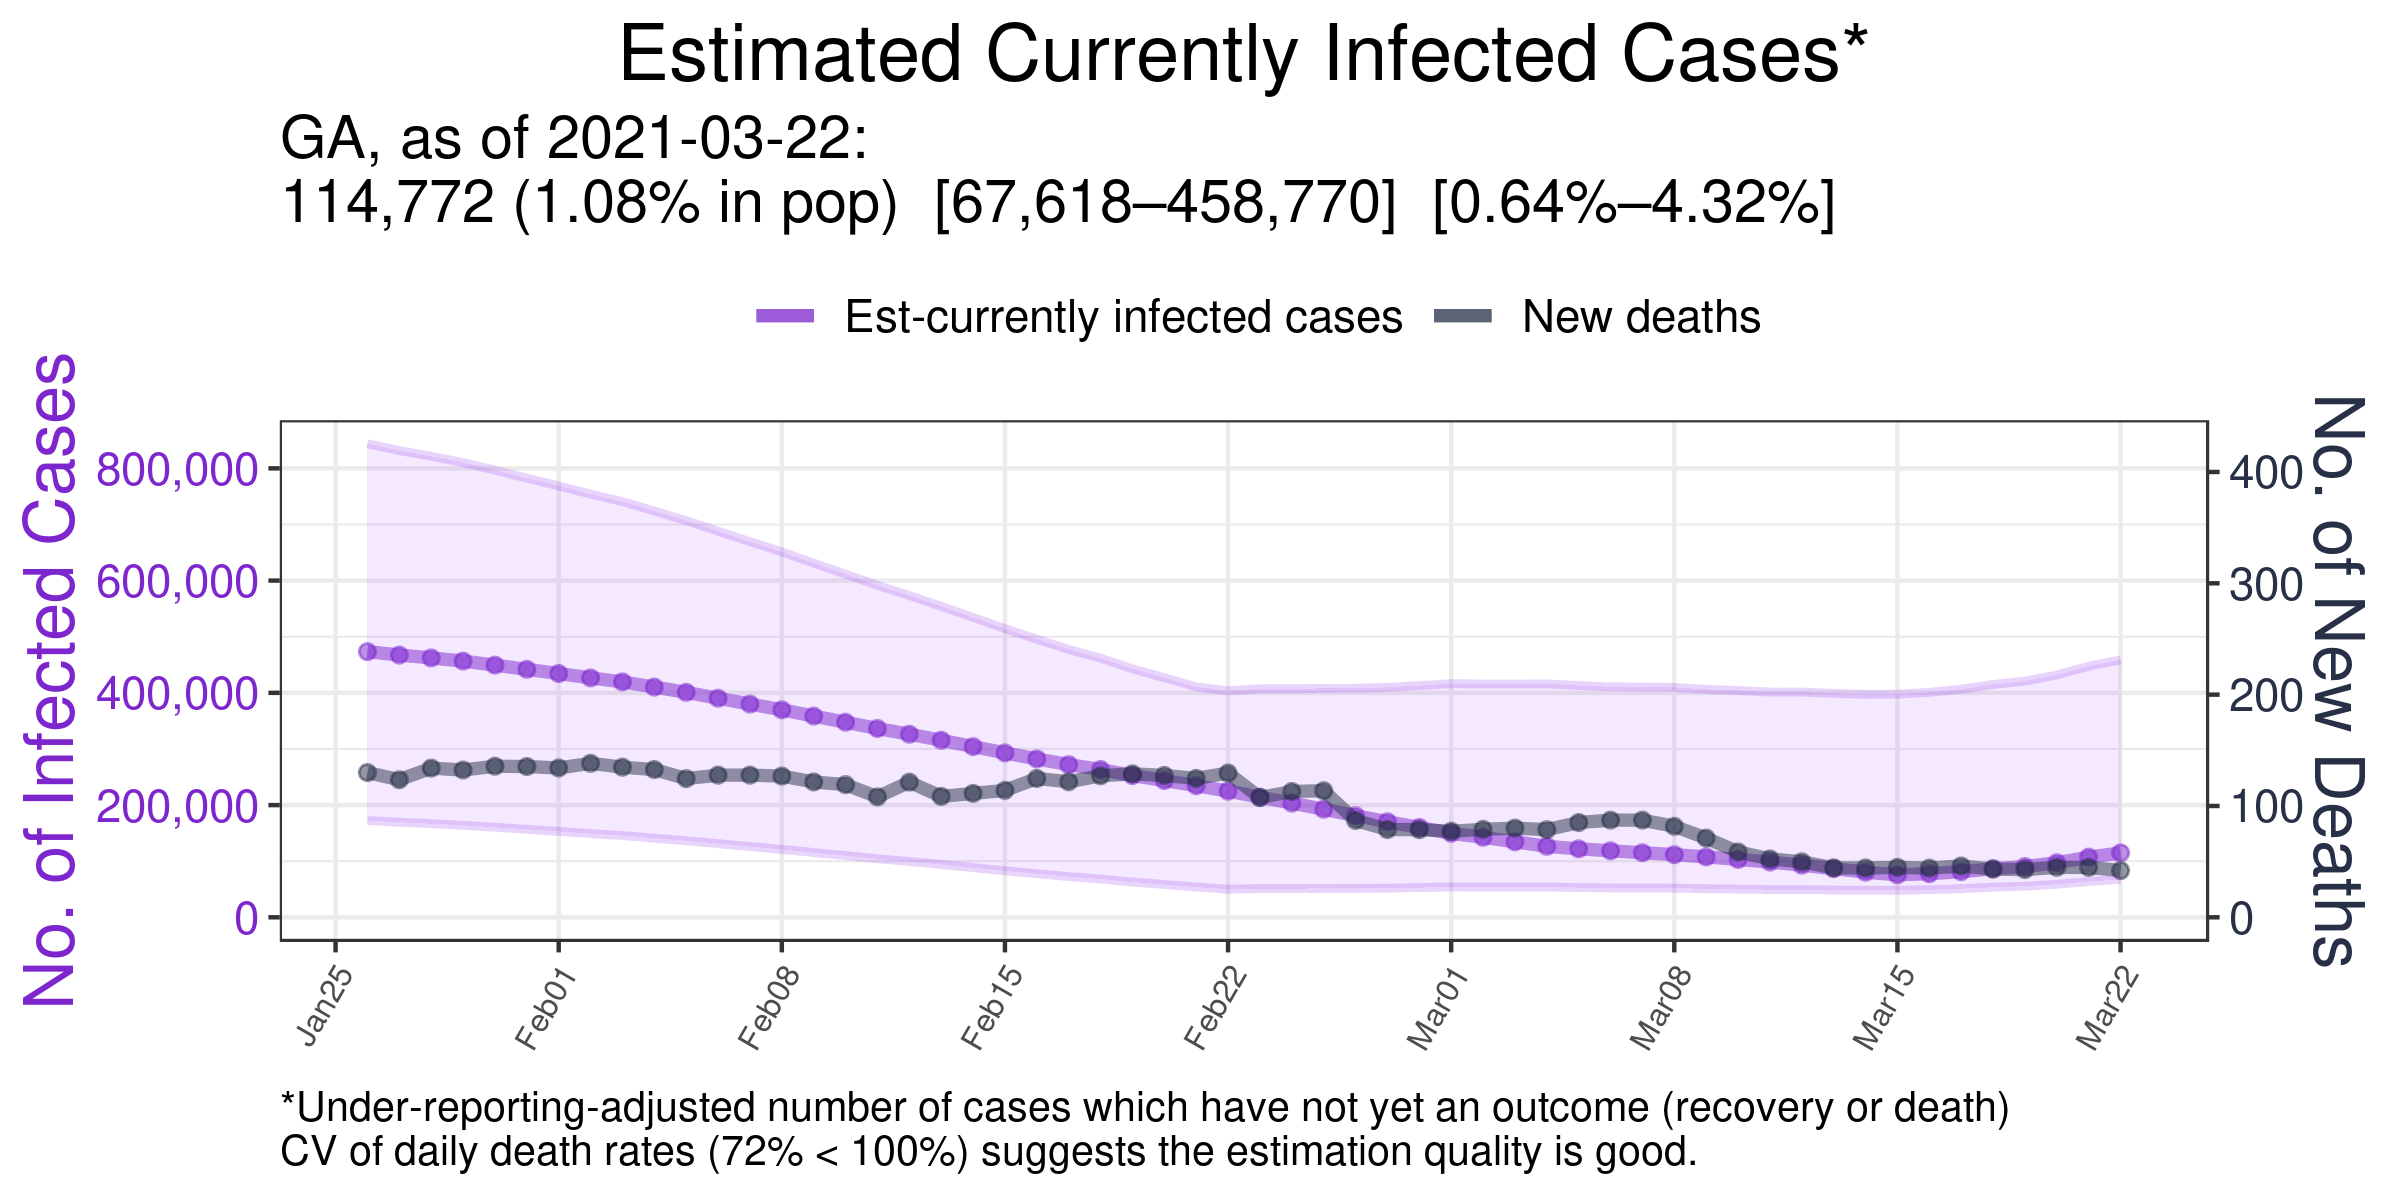 Estimated Currently Infected Cases*
GA, as of 2021-03-22:
114,772 (1.08% in pop) [67,618–458,770] [0.64%–4.32%]
Est-currently infected cases
New deaths
No. of Infected Cases
800,000
600,000
400,000
200,000
0
400
300
200
100
0
No. of New Deaths
Jan25
Feb01
Feb08
Feb15
Feb22
Mar01
Mar08
Mar15
Mar22
*Under-reporting-adjusted number of cases which have not yet an outcome (recovery or death)
CV of daily death rates (72% < 100%) suggests the estimation quality is good.